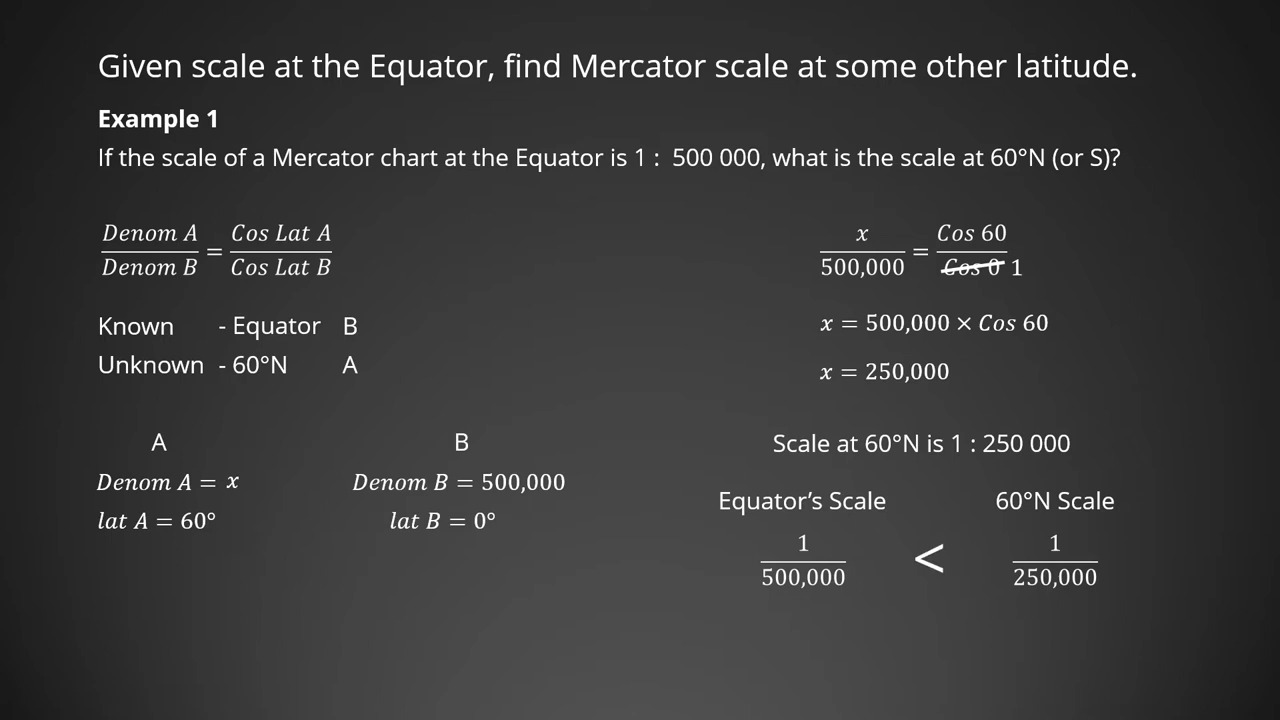 Given scale at the Equator, find Mercator scale at some other latitude.
Example 1
If the scale of a Mercator chart at the Equator is 1 : 500 000, what is the scale at 60°N (or S)?
Denom A / Denom B = Cos Lat A / Cos Lat B
Known - Equator B
Unknown - 60°N A
A
Denom A = x
lat A = 60°
B
Denom B = 500,000
lat B = 0°
x / 500,000 = Cos 60 / Cos 0 1
x = 500,000 × Cos 60
x = 250,000
Scale at 60°N is 1 : 250 000
Equator’s Scale 60°N Scale
1 / 500,000 < 1 / 250,000